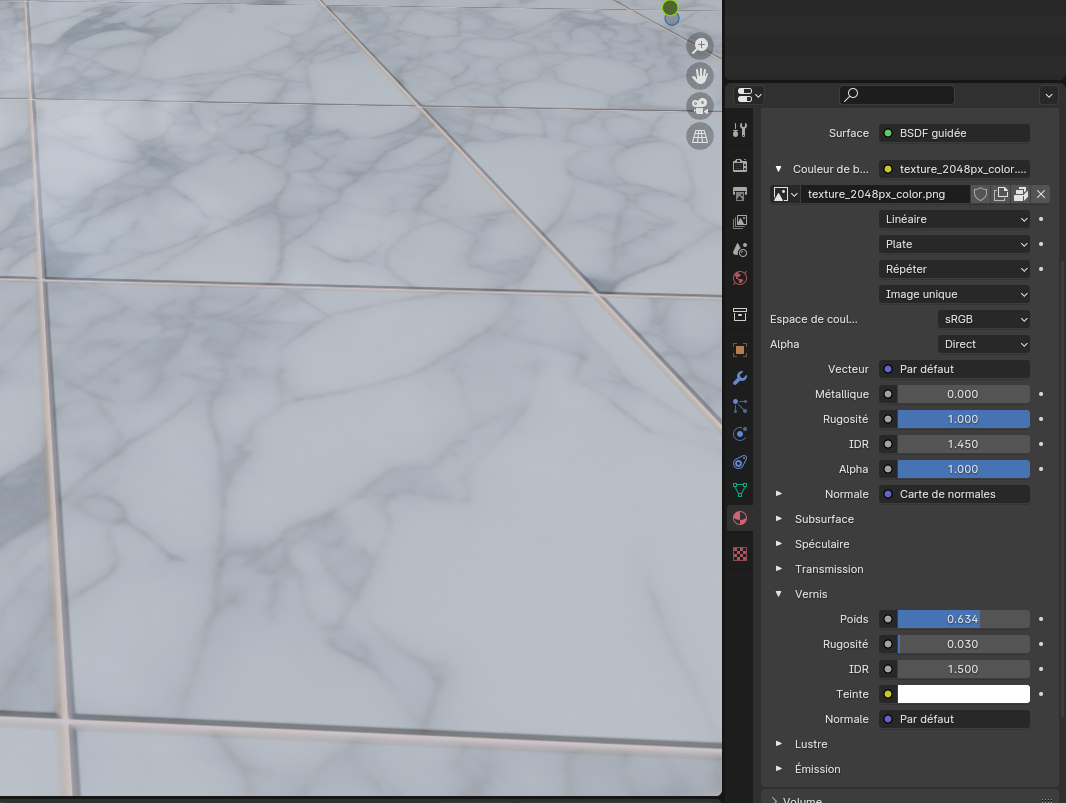 Surface BSDF guidée
Couleur de b... texture_2048px_color....
texture_2048px_color.png
Linéaire
Plate
Répéter
Image unique
Espace de coul... sRGB
Alpha Direct
Vecteur Par défaut
Métallique 0.000
Rugosité 1.000
IDR 1.450
Alpha 1.000
Normale Carte de normales
Subsurface
Spéculaire
Transmission
Vernis
Poids 0.634
Rugosité 0.030
IDR 1.500
Teinte
Normale Par défaut
Lustre
Émission
Volume